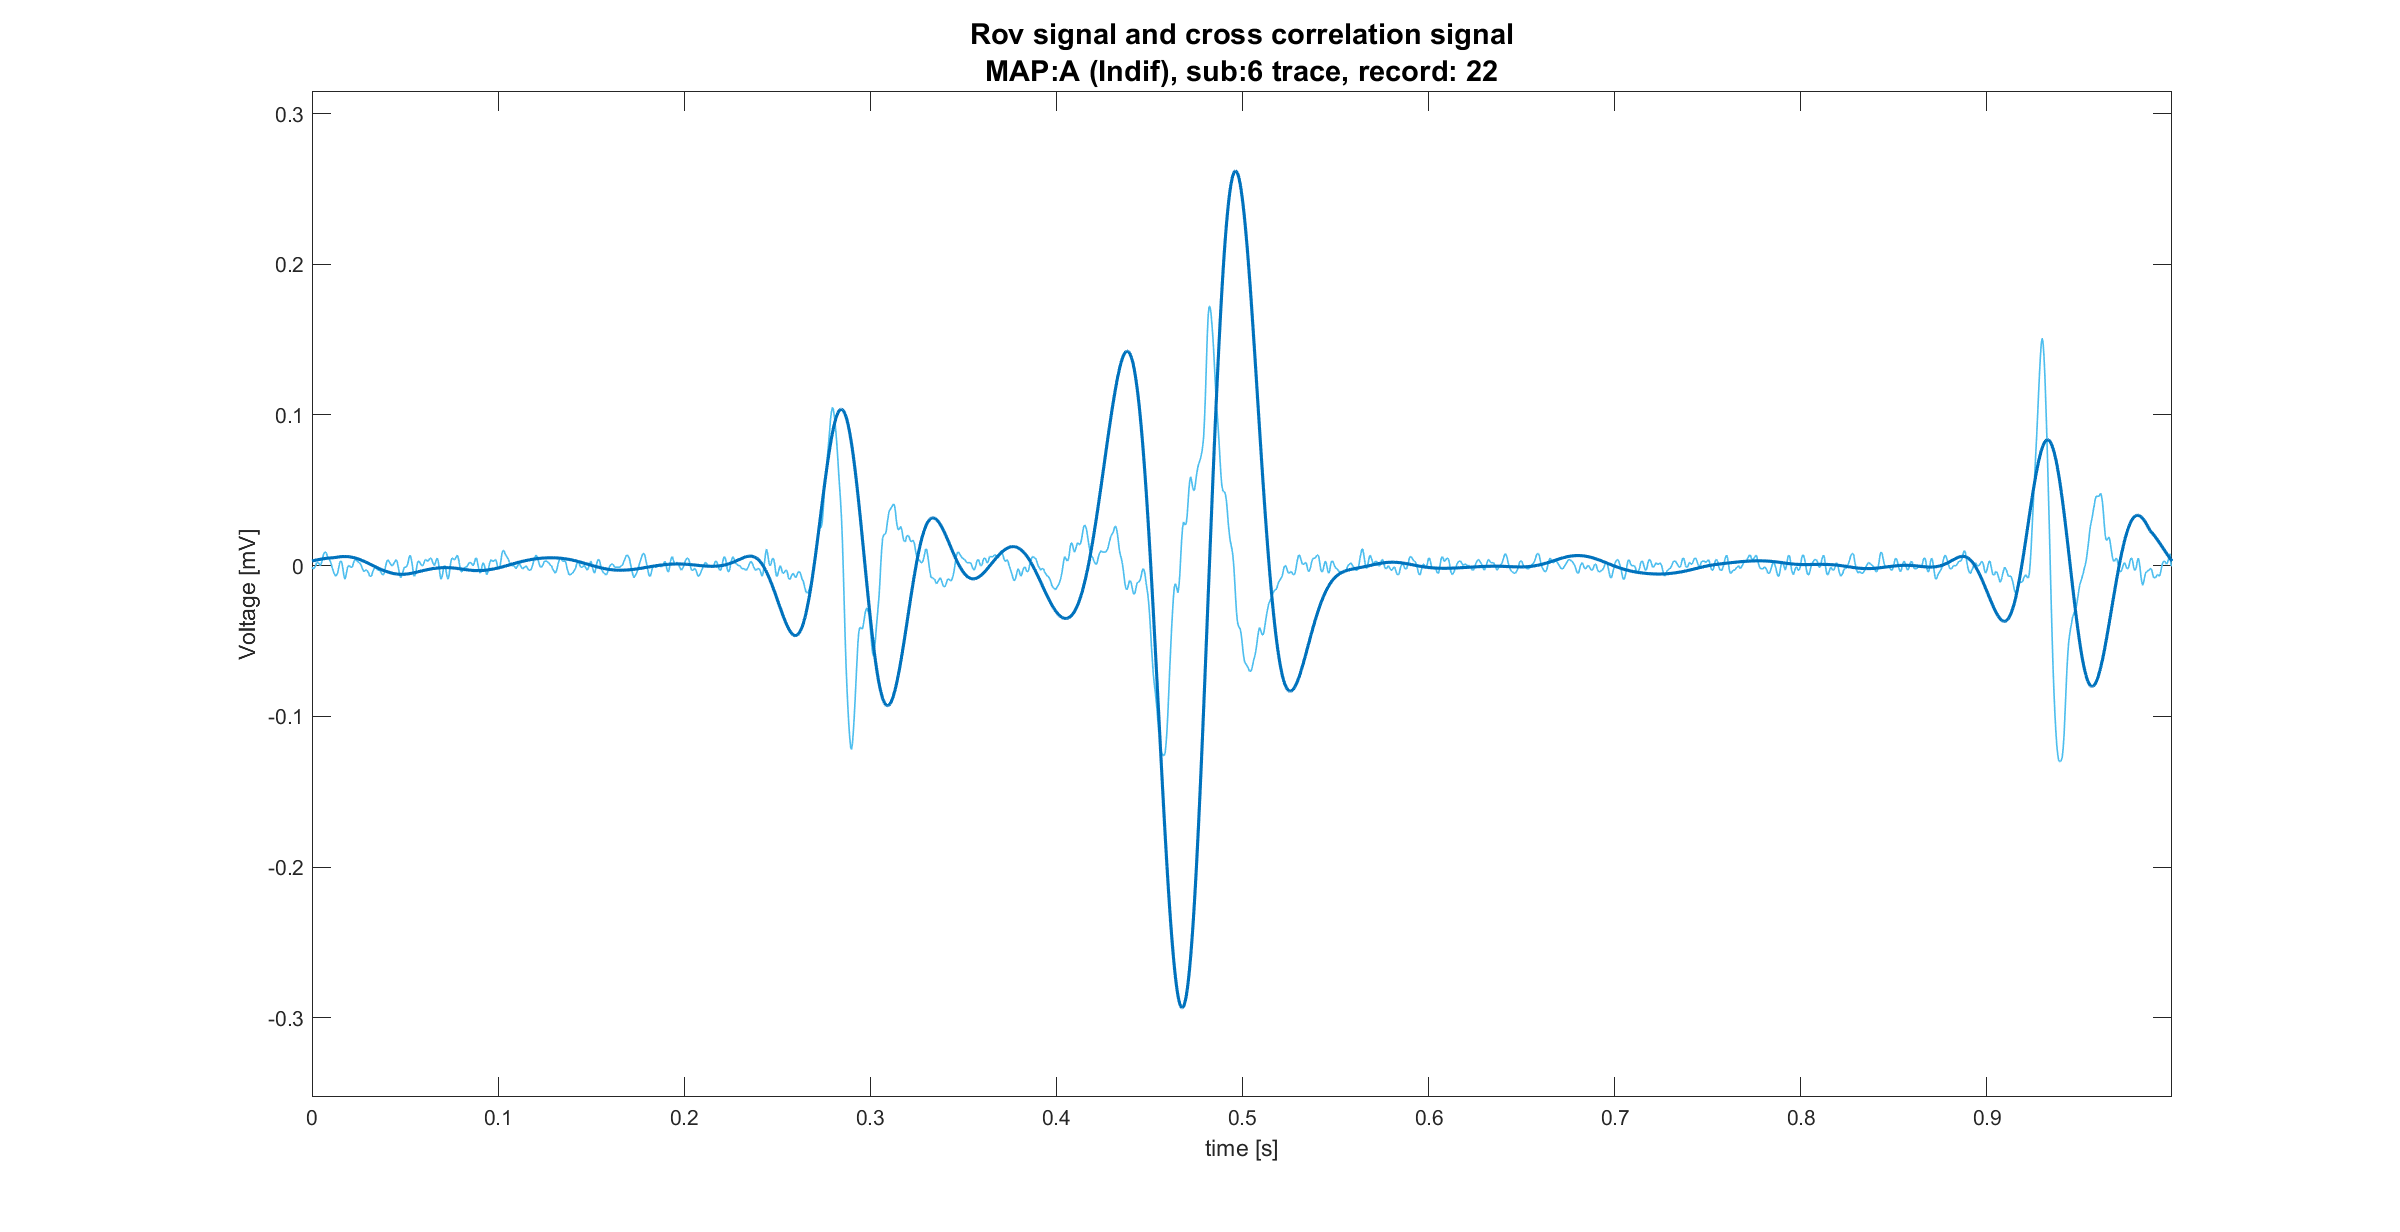 Rov signal and cross correlation signal
MAP:A (Indif), sub:6 trace, record: 22
Voltage [mV]
0.3
0.2
0.1
0
-0.1
-0.2
-0.3
0 0.1 0.2 0.3 0.4 0.5 0.6 0.7 0.8 0.9
time [s]